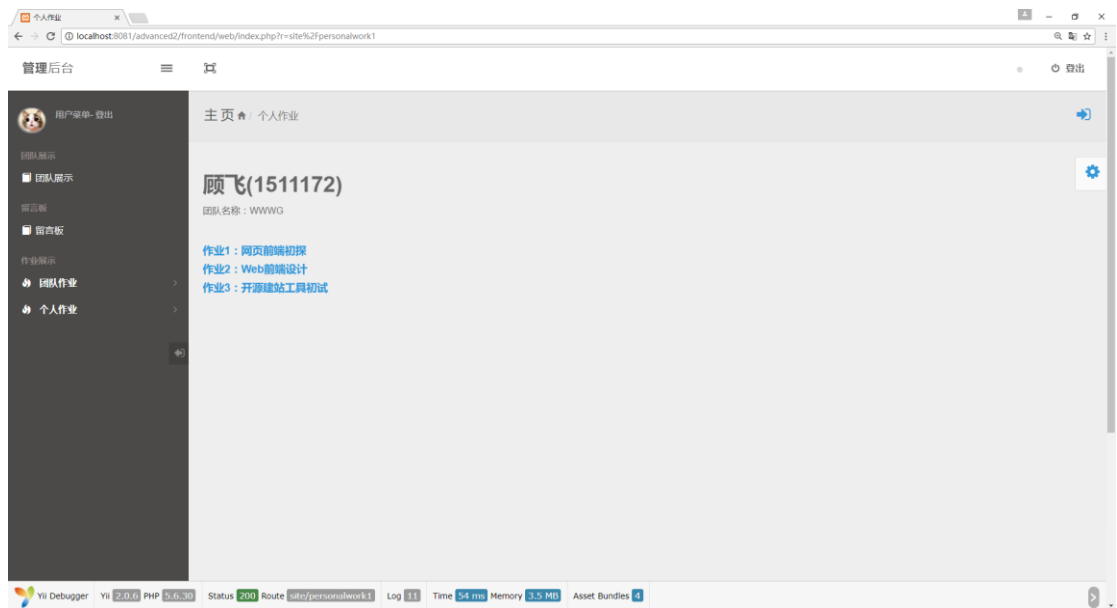 个人作业
localhost:8081/advanced2/frontend/web/index.php?r=site%2Fpersonalwork1
管理后台
登出
用户菜单- 登出
主页 / 个人作业
团队展示
团队展示
留言板
留言板
作业展示
团队作业
个人作业
顾飞(1511172)
团队名称：WWWG
作业1：网页前端初探
作业2：Web前端设计
作业3：开源建站工具初试
Yii Debugger Yii 2.0.6 PHP 5.6.30 Status 200 Route site/personalwork1 Log 11 Time 54 ms Memory 3.5 MB Asset Bundles 4